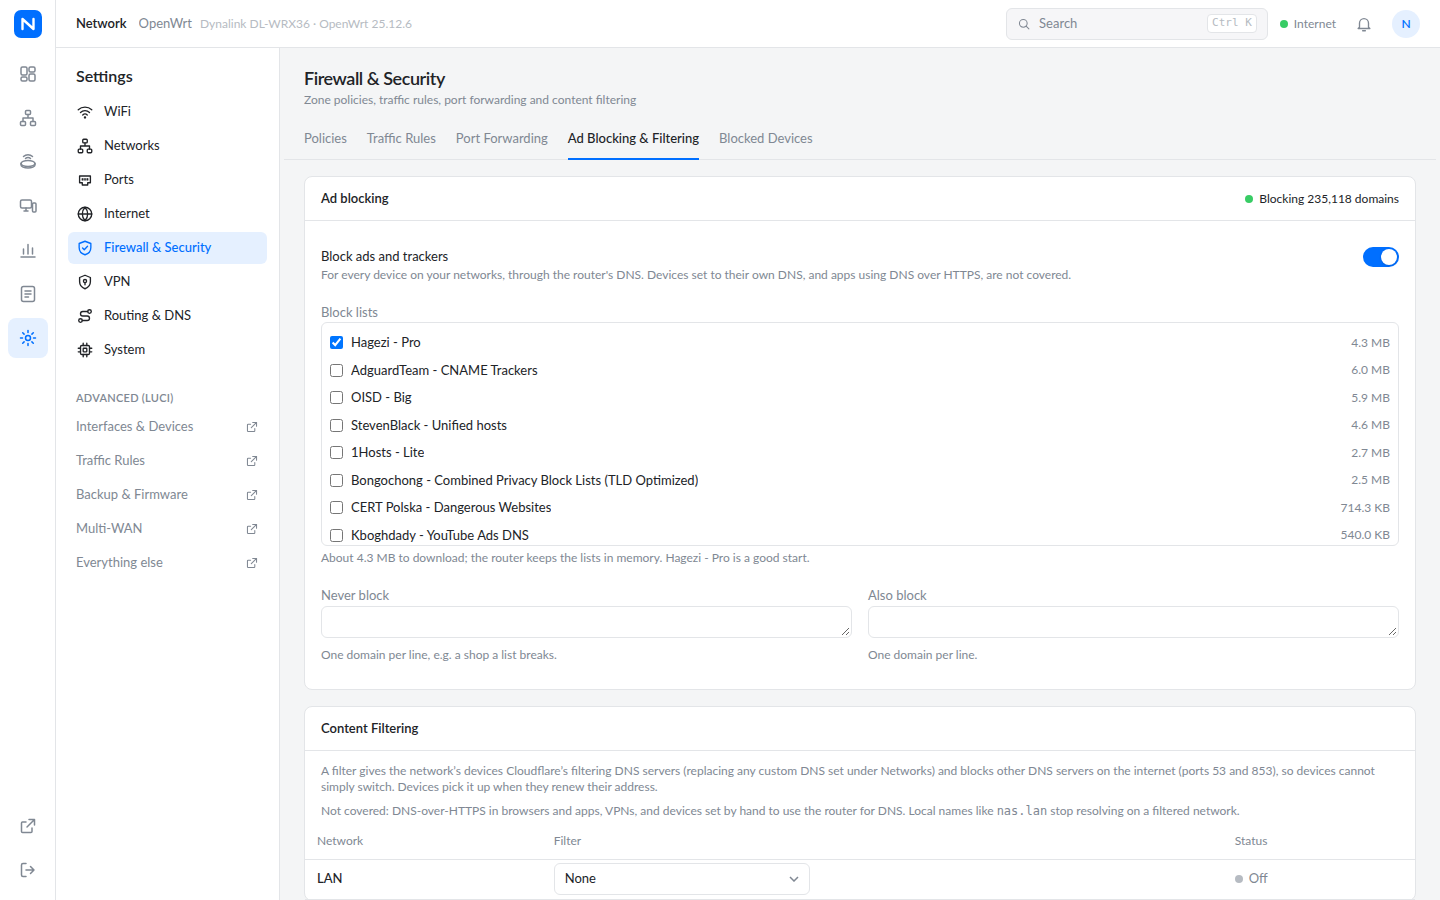 Network OpenWrt Dynalink DL-WRX36 · OpenWrt 25.12.6
Search Ctrl K
Internet
N
Settings
WiFi
Networks
Ports
Internet
Firewall & Security
VPN
Routing & DNS
System
ADVANCED (LUCI)
Interfaces & Devices
Traffic Rules
Backup & Firmware
Multi-WAN
Everything else
Firewall & Security
Zone policies, traffic rules, port forwarding and content filtering
Policies Traffic Rules Port Forwarding Ad Blocking & Filtering Blocked Devices
Ad blocking Blocking 235,118 domains
Block ads and trackers
For every device on your networks, through the router's DNS. Devices set to their own DNS, and apps using DNS over HTTPS, are not covered.
Block lists
Hagezi - Pro 4.3 MB
AdguardTeam - CNAME Trackers 6.0 MB
OISD - Big 5.9 MB
StevenBlack - Unified hosts 4.6 MB
1Hosts - Lite 2.7 MB
Bongochong - Combined Privacy Block Lists (TLD Optimized) 2.5 MB
CERT Polska - Dangerous Websites 714.3 KB
Kboghdady - YouTube Ads DNS 540.0 KB
About 4.3 MB to download; the router keeps the lists in memory. Hagezi - Pro is a good start.
Never block Also block
One domain per line, e.g. a shop a list breaks. One domain per line.
Content Filtering
A filter gives the network's devices Cloudflare's filtering DNS servers (replacing any custom DNS set under Networks) and blocks other DNS servers on the internet (ports 53 and 853), so devices cannot
simply switch. Devices pick it up when they renew their address.
Not covered: DNS-over-HTTPS in browsers and apps, VPNs, and devices set by hand to use the router for DNS. Local names like nas.lan stop resolving on a filtered network.
Network Filter Status
LAN None Off